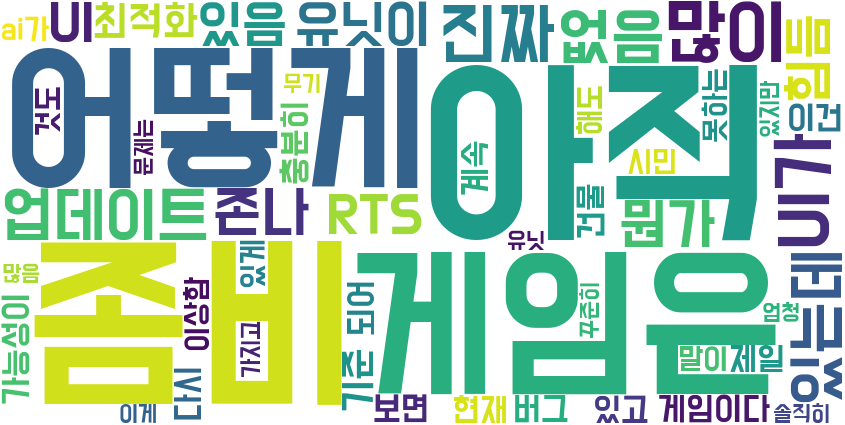 ai가 UI 최적화 있음 유닛이 진짜 없음 많이 힘듬
것도 어떻게 무기 문제는 충분히 아직 계속 해도 못하는 있지만 이건
시민 건물 UI가
업데이트 존나 RTS 뭔가
유닛
많음 좀비 있게 게임은 꾸준히 있는데
가능성이 이상함 가지고 기준 되어 엄청
말이 제일
이게 다시 보면 현재 버그 있고 게임이다 솔직히